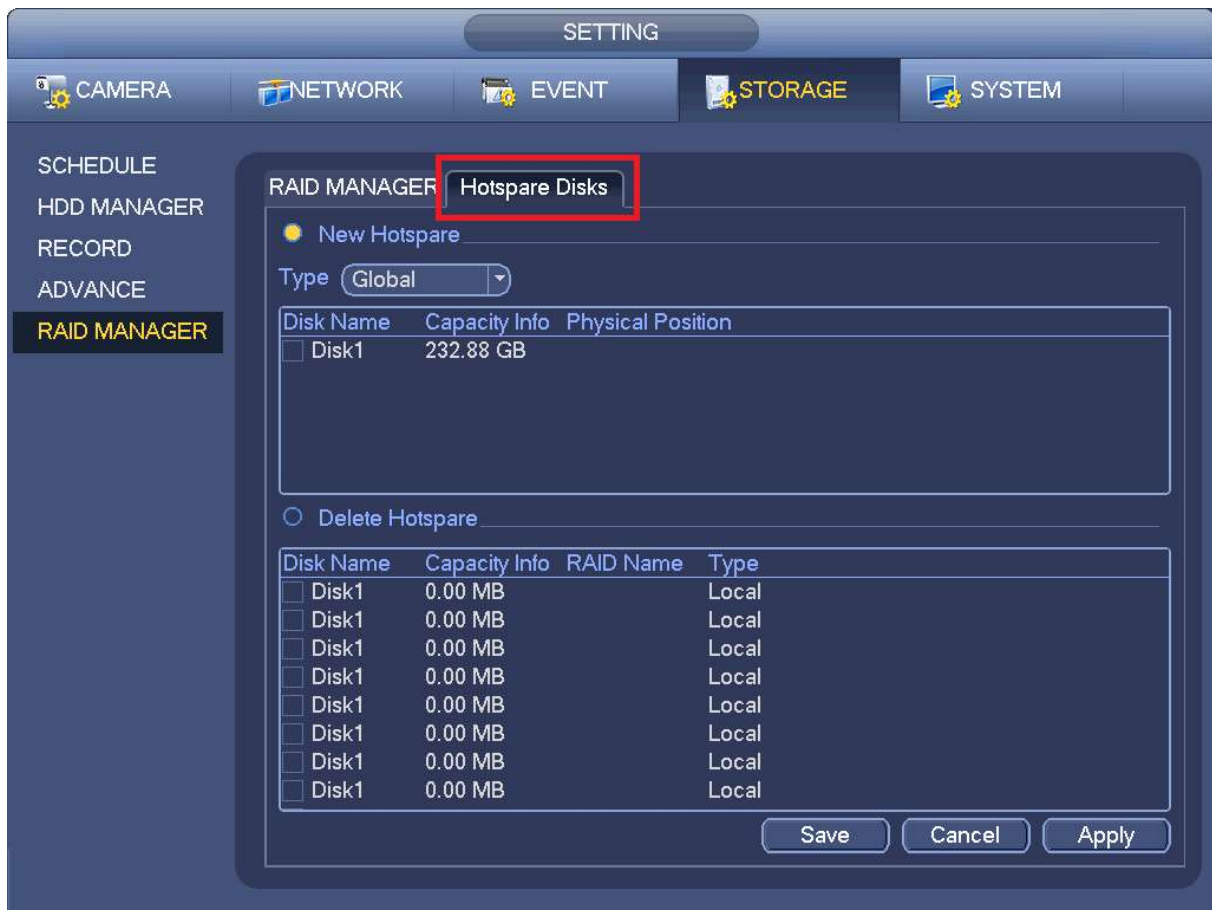 SETTING
CAMERA NETWORK EVENT STORAGE SYSTEM
SCHEDULE
HDD MANAGER
RECORD
ADVANCE
RAID MANAGER
RAID MANAGER Hotspare Disks
New Hotspare
Type Global
Disk Name Capacity Info Physical Position
Disk1 232.88 GB
Delete Hotspare
Disk Name Capacity Info RAID Name Type
Disk1 0.00 MB Local
Disk1 0.00 MB Local
Disk1 0.00 MB Local
Disk1 0.00 MB Local
Disk1 0.00 MB Local
Disk1 0.00 MB Local
Disk1 0.00 MB Local
Disk1 0.00 MB Local
Save Cancel Apply